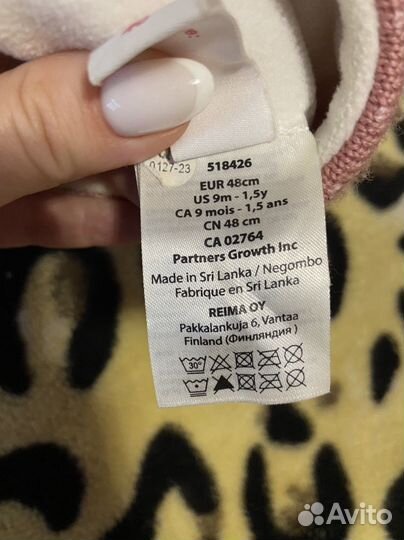 0127-23 518426
EUR 48cm
US 9m - 1,5y
CA 9 mois - 1,5 ans
CN 48 cm
CA 02764
Partners Growth Inc
Made in Sri Lanka / Negombo
Fabrique en Sri Lanka
REIMA OY
Pakkalankuja 6, Vantaa
Finland (Финляндия)
30°
Avito